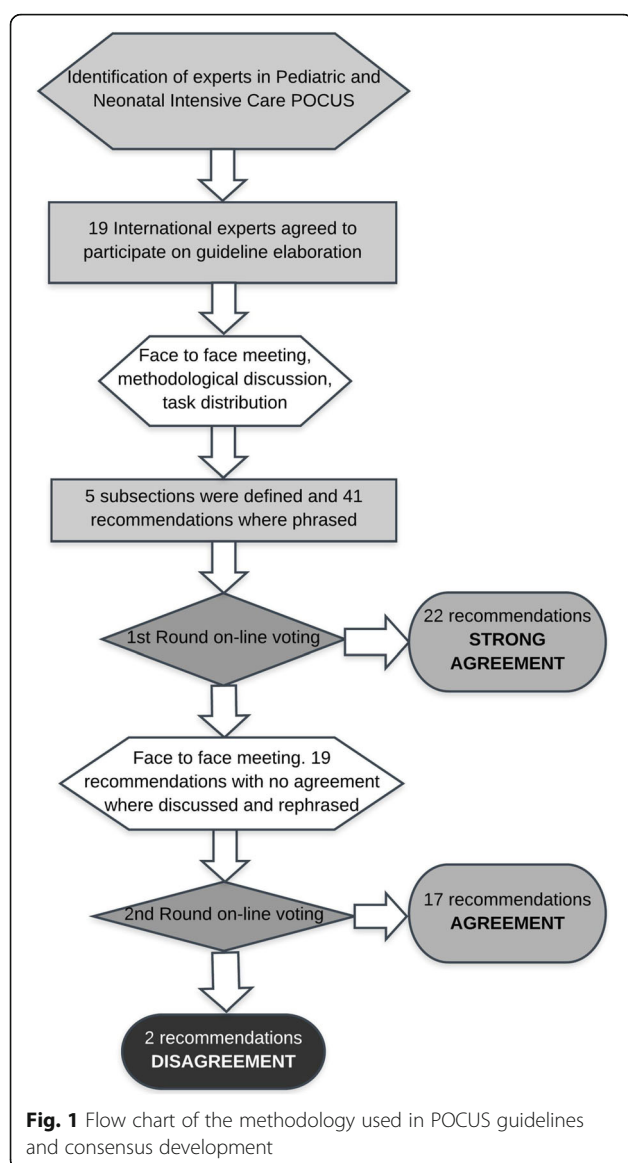 Identification of experts in Pediatric and
Neonatal Intensive Care POCUS
19 International experts agreed to
participate on guideline elaboration
Face to face meeting,
methodological discussion,
task distribution
5 subsections were defined and 41
recommendations where phrased
1st Round on-line voting
22 recommendations
STRONG
AGREEMENT
Face to face meeting. 19
recommendations with no agreement
where discussed and rephrased
2nd Round on-line voting
17 recommendations
AGREEMENT
2 recommendations
DISAGREEMENT
Fig. 1 Flow chart of the methodology used in POCUS guidelines
and consensus development